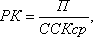 РК = П / ССКср,